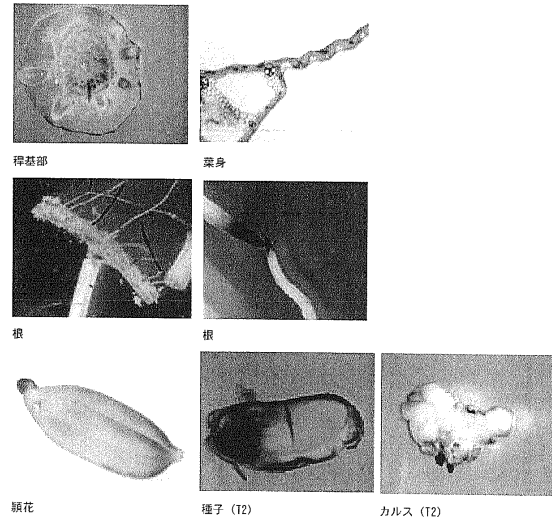 稈基部
葉身
根
根
穎花
種子 (T2)
カルス (T2)